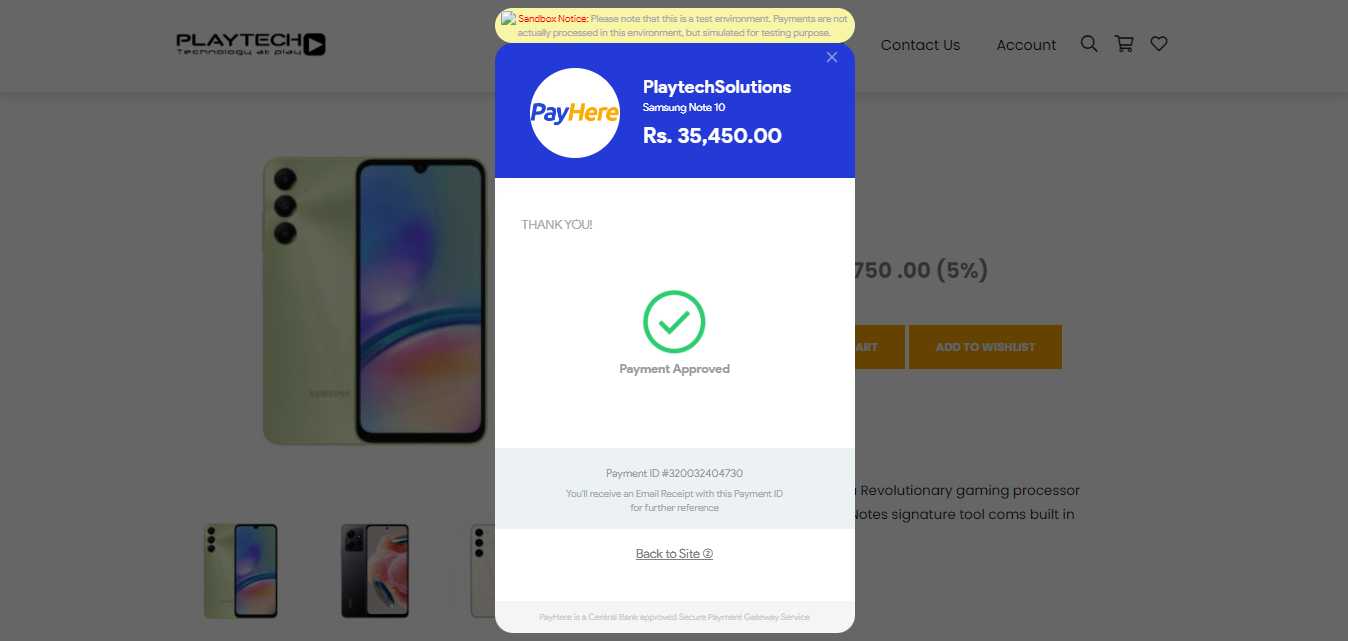 Sandbox Notice: Please note that this is a test environment. Payments are not
actually processed in this environment, but simulated for testing purpose.
PLAYTECH
Technology at play
Contact Us
Account
PayHere
PlaytechSolutions
Samsung Note 10
Rs. 35,450.00
THANK YOU!
750 .00 (5%)
ART
ADD TO WISHLIST
Payment Approved
SAMSUNG
Payment ID #320032404730
You'll receive an Email Receipt with this Payment ID
for further reference
Revolutionary gaming processor
Notes signature tool coms built in
Back to Site ②
PayHere is a Central Bank approved Secure Payment Gateway Service